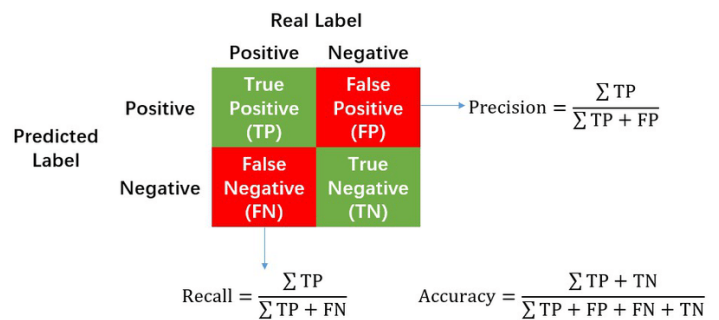 Real Label
Positive Negative
Predicted Label
Positive
True Positive (TP)
False Positive (FP)
Precision = ∑ TP / ∑ TP + FP
Negative
False Negative (FN)
True Negative (TN)
Recall = ∑ TP / ∑ TP + FN
Accuracy = ∑ TP + TN / ∑ TP + FP + FN + TN